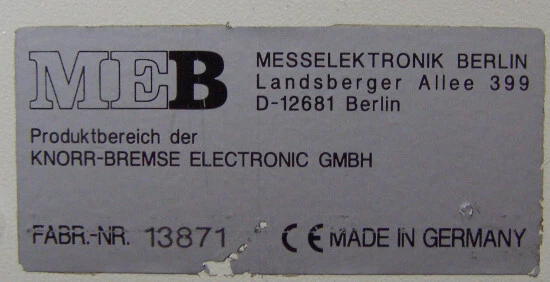 MEB
MESSELEKTRONIK BERLIN
Landsberger Allee 399
D-12681 Berlin
Produktbereich der
KNORR-BREMSE ELECTRONIC GMBH
FABR.-NR. 13871
CE MADE IN GERMANY